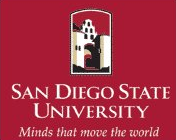 SAN DIEGO STATE
UNIVERSITY
Minds that move the world